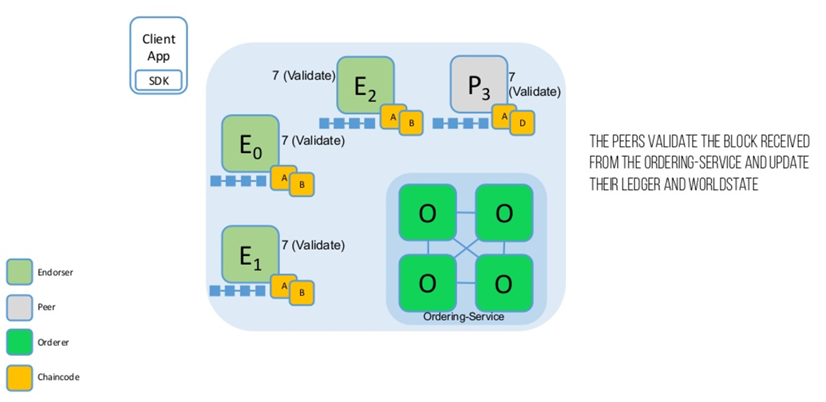 Client
App
SDK
7 (Validate)
E2
A
B
P3
7
(Validate)
A
D
E0
7 (Validate)
A
B
E1
7 (Validate)
A
B
O
O
O
O
Ordering-Service
THE PEERS VALIDATE THE BLOCK RECEIVED
FROM THE ORDERING-SERVICE AND UPDATE
THEIR LEDGER AND WORLDSTATE
Endorser
Peer
Orderer
Chaincode